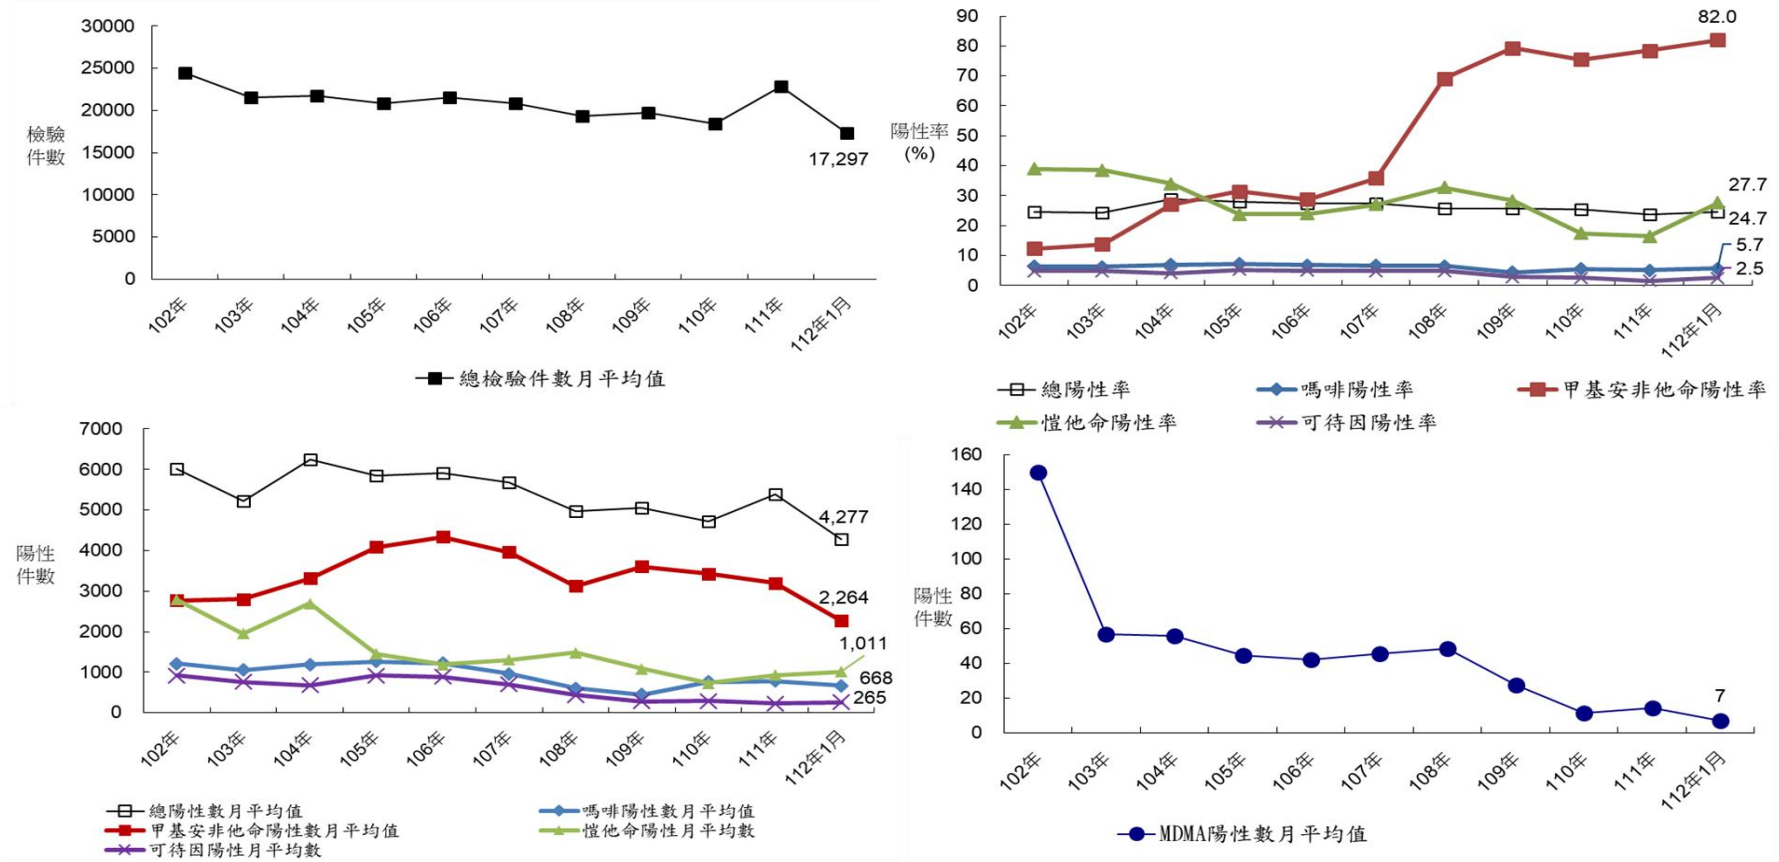 30000
25000
20000
15000
10000
5000
0
檢驗
件數
17,297
102年
103年
104年
105年
106年
107年
108年
109年
110年
111年
112年1月
總檢驗件數月平均值
90
80
70
60
50
40
30
20
10
0
陽性率
(%)
82.0
27.7
24.7
5.7
2.5
102年
103年
104年
105年
106年
107年
108年
109年
110年
111年
112年1月
總陽性率 嗎啡陽性率 甲基安非他命陽性率
愷他命陽性率 可待因陽性率
7000
6000
5000
4000
3000
2000
1000
0
陽性
件數
4,277
2,264
1,011
668
265
102年
103年
104年
105年
106年
107年
108年
109年
110年
111年
112年1月
總陽性數月平均值 嗎啡陽性數月平均值
甲基安非他命陽性數月平均值 愷他命陽性月平均數
可待因陽性月平均數
160
140
120
100
80
60
40
20
0
陽性
件數
7
102年
103年
104年
105年
106年
107年
108年
109年
110年
111年
112年1月
MDMA陽性數月平均值